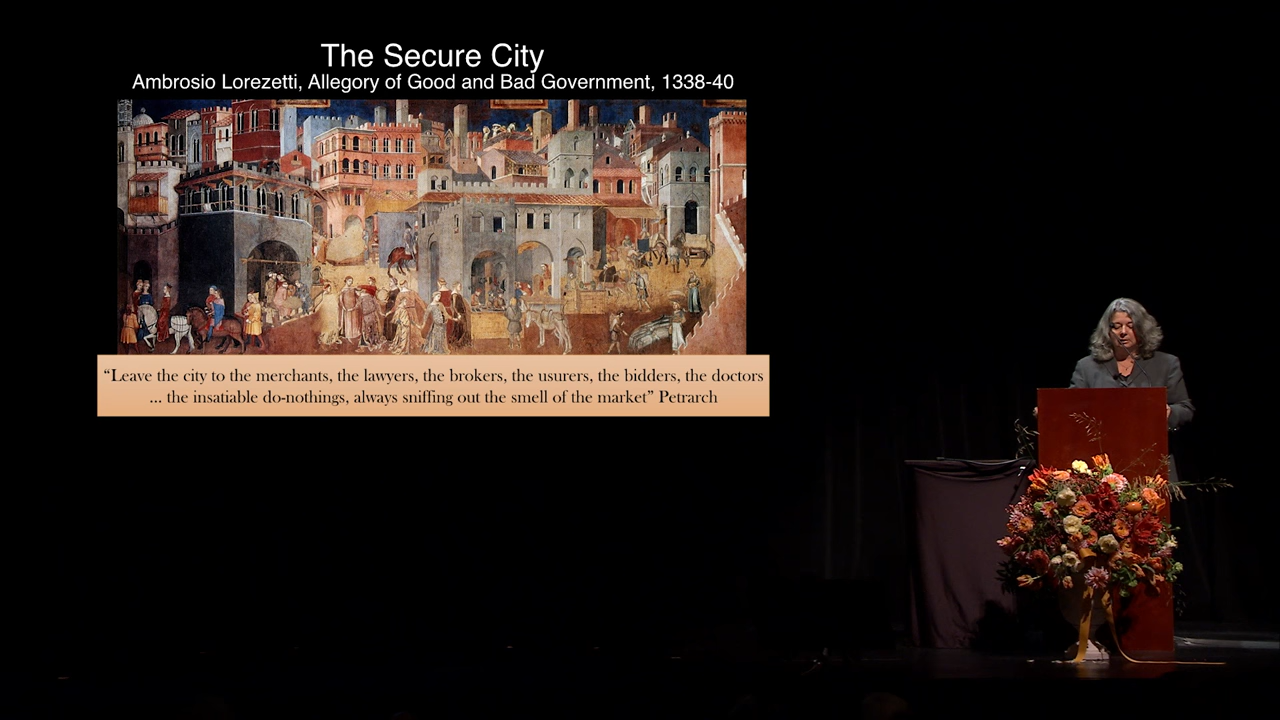 The Secure City
Ambrosio Lorezetti, Allegory of Good and Bad Government, 1338-40
“Leave the city to the merchants, the lawyers, the brokers, the usurers, the bidders, the doctors
... the insatiable do-nothings, always sniffing out the smell of the market” Petrarch